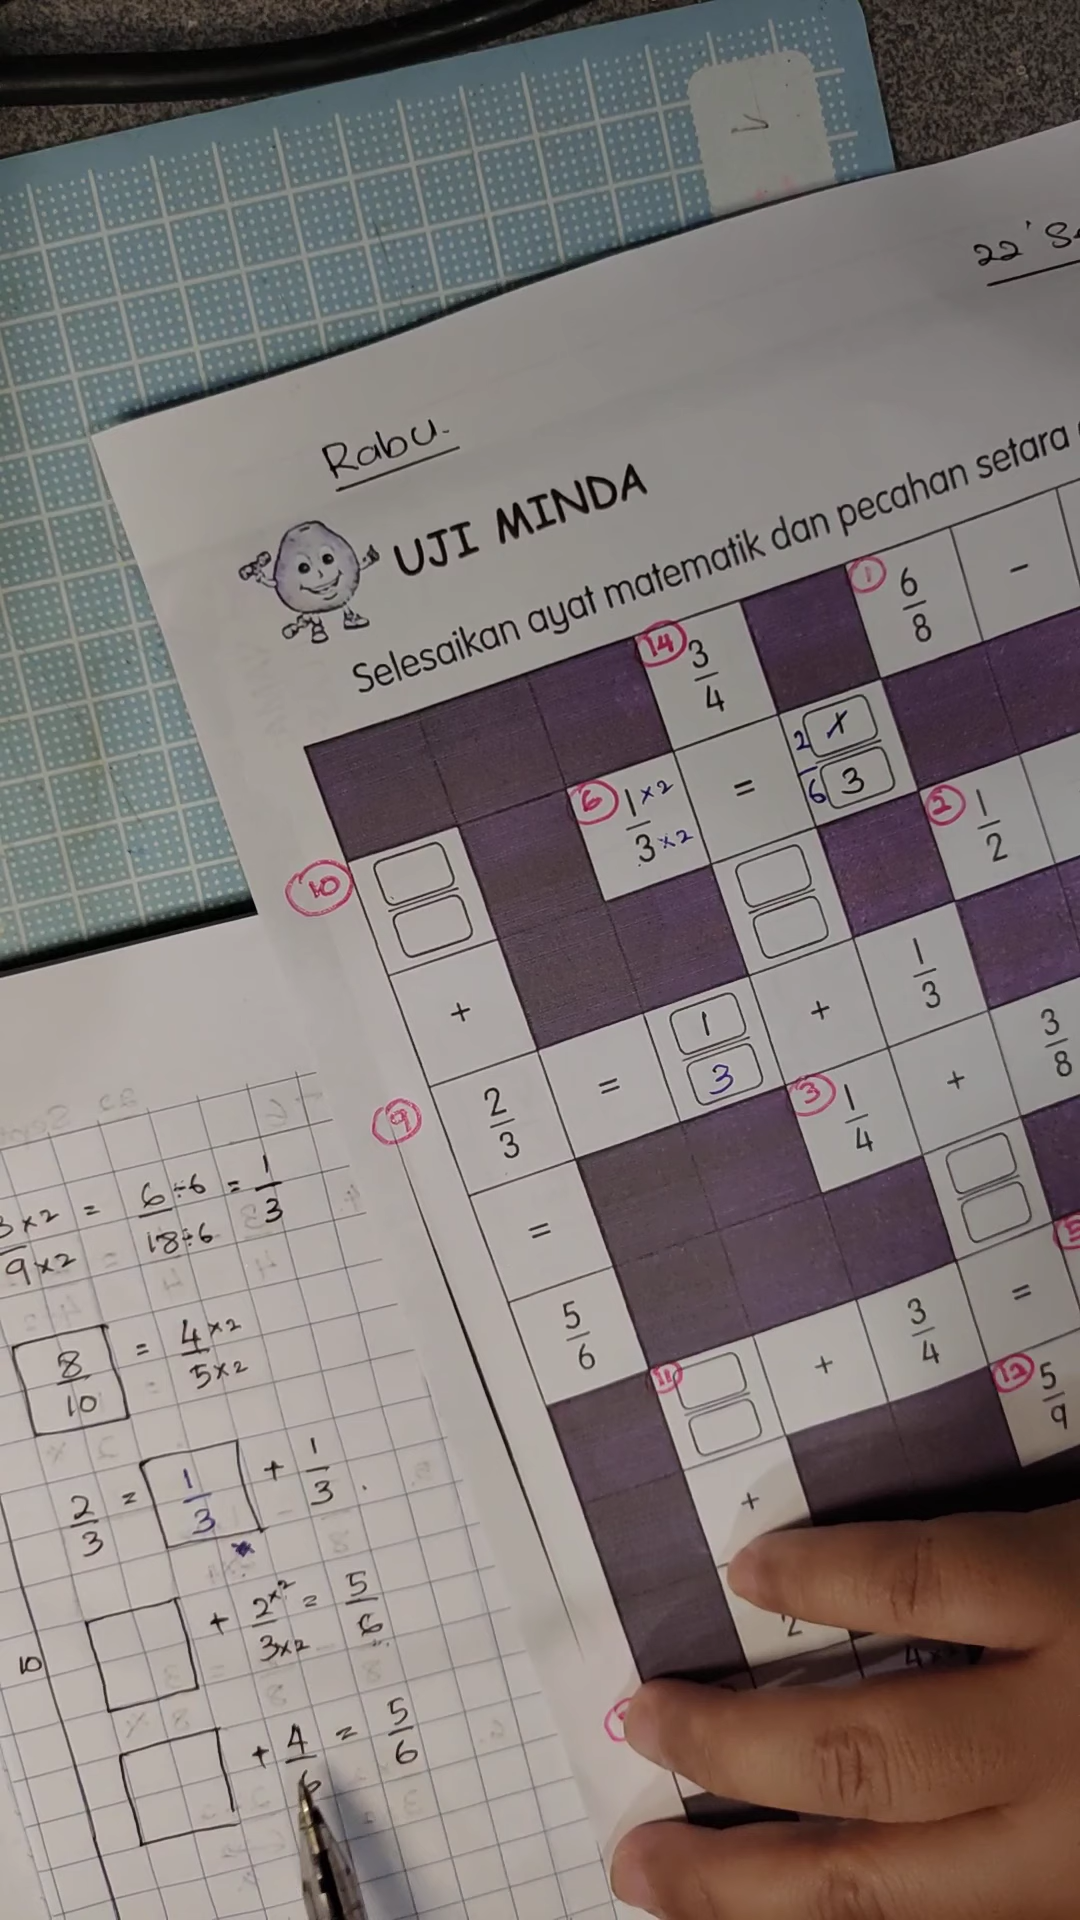 22
Rabu.
UJI MINDA
Selesaikan ayat matematik dan pecahan setara
14 3/4
1 6/8 -
6 1×2/3×2 = 2/6 1/3
2 1/2
10
+ 
1/3
9 2/3 = 1/3 +
3 1/4 + 3/8
=
5/6
11 + 3/4 =
12 5/9
+
2
3×2/9×2 = 6÷6/18÷6 = 1/3
8/10 = 4×2/5×2
2/3 = 1/3 + 1/3.
10 + 2×2/3×2 = 5/6
+ 4/6 = 5/6